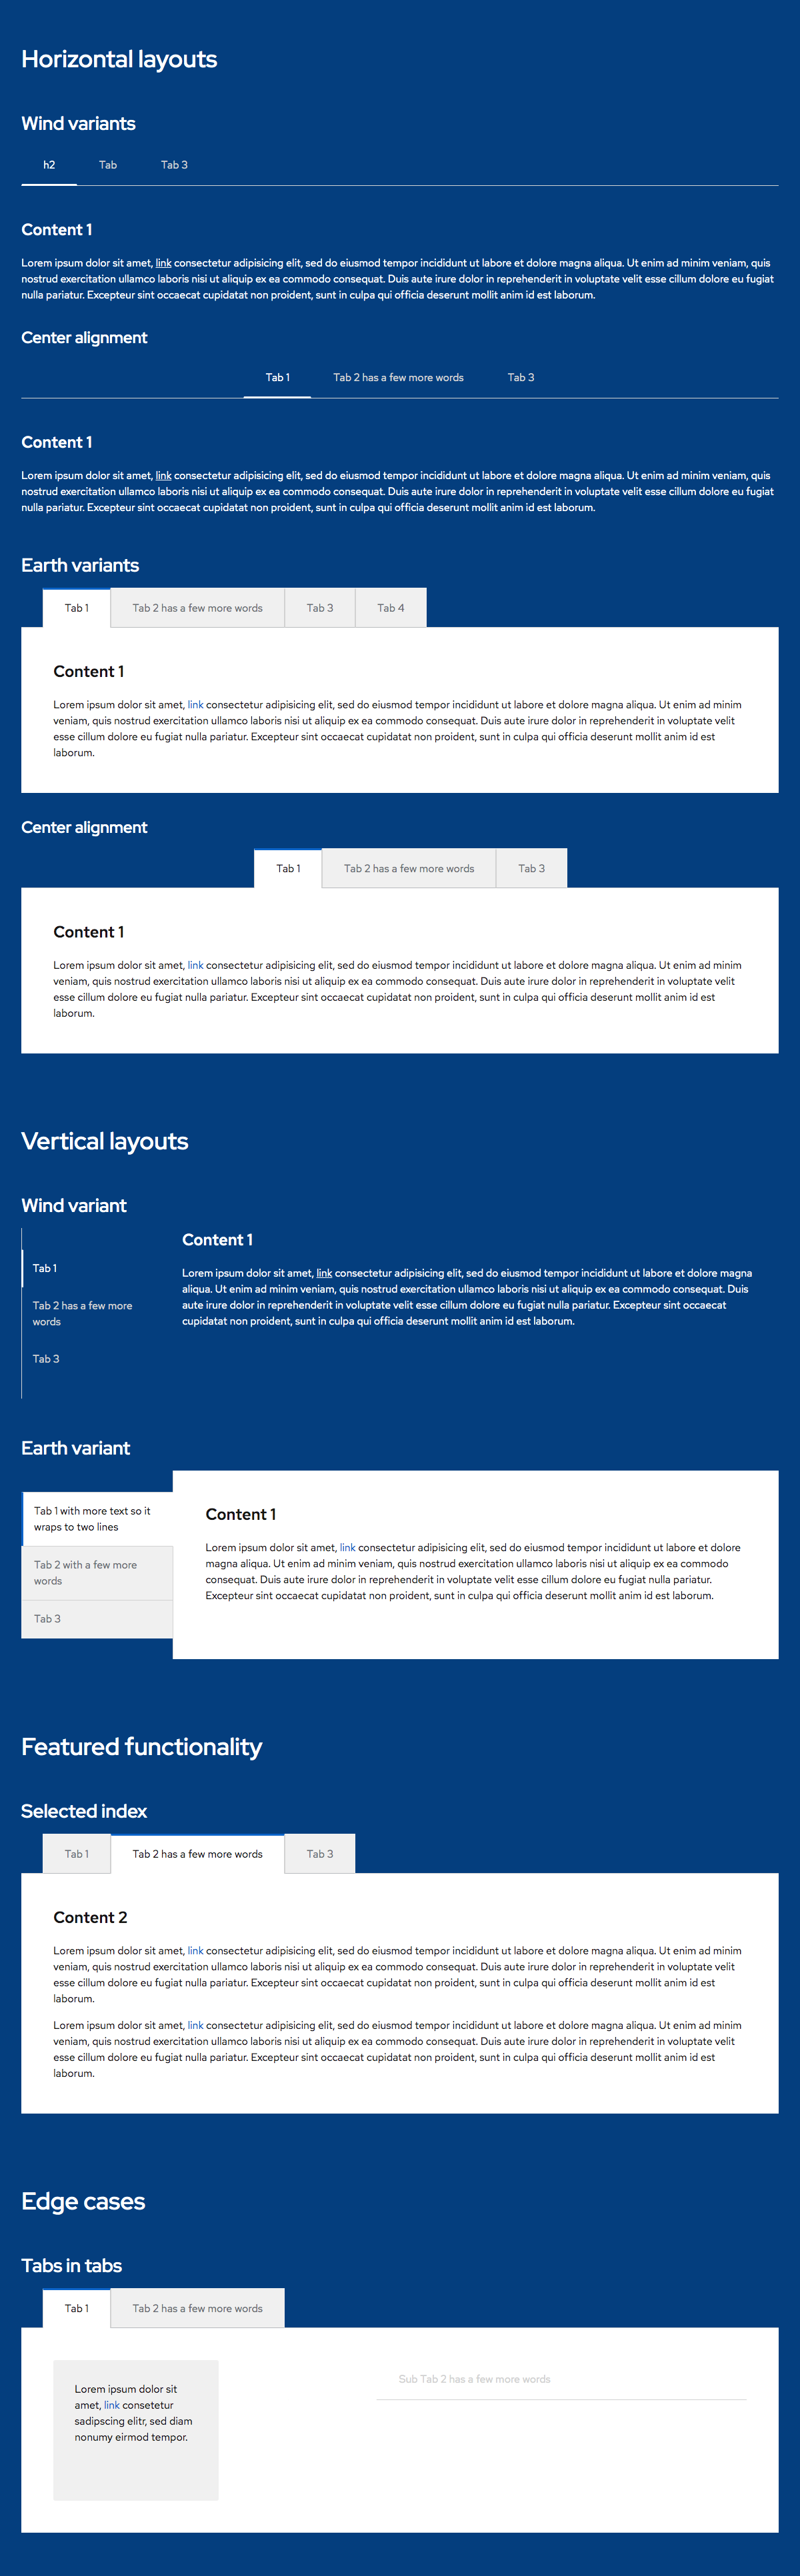 Horizontal layouts
Wind variants
h2 Tab Tab 3
Content 1
Lorem ipsum dolor sit amet, link consectetur adipisicing elit, sed do eiusmod tempor incididunt ut labore et dolore magna aliqua. Ut enim ad minim veniam, quis
nostrud exercitation ullamco laboris nisi ut aliquip ex ea commodo consequat. Duis aute irure dolor in reprehenderit in voluptate velit esse cillum dolore eu fugiat
nulla pariatur. Excepteur sint occaecat cupidatat non proident, sunt in culpa qui officia deserunt mollit anim id est laborum.
Center alignment
Tab 1 Tab 2 has a few more words Tab 3
Content 1
Lorem ipsum dolor sit amet, link consectetur adipisicing elit, sed do eiusmod tempor incididunt ut labore et dolore magna aliqua. Ut enim ad minim veniam, quis
nostrud exercitation ullamco laboris nisi ut aliquip ex ea commodo consequat. Duis aute irure dolor in reprehenderit in voluptate velit esse cillum dolore eu fugiat
nulla pariatur. Excepteur sint occaecat cupidatat non proident, sunt in culpa qui officia deserunt mollit anim id est laborum.
Earth variants
Tab 1 Tab 2 has a few more words Tab 3 Tab 4
Content 1
Lorem ipsum dolor sit amet, link consectetur adipisicing elit, sed do eiusmod tempor incididunt ut labore et dolore magna aliqua. Ut enim ad minim
veniam, quis nostrud exercitation ullamco laboris nisi ut aliquip ex ea commodo consequat. Duis aute irure dolor in reprehenderit in voluptate velit
esse cillum dolore eu fugiat nulla pariatur. Excepteur sint occaecat cupidatat non proident, sunt in culpa qui officia deserunt mollit anim id est
laborum.
Center alignment
Tab 1 Tab 2 has a few more words Tab 3
Content 1
Lorem ipsum dolor sit amet, link consectetur adipisicing elit, sed do eiusmod tempor incididunt ut labore et dolore magna aliqua. Ut enim ad minim
veniam, quis nostrud exercitation ullamco laboris nisi ut aliquip ex ea commodo consequat. Duis aute irure dolor in reprehenderit in voluptate velit
esse cillum dolore eu fugiat nulla pariatur. Excepteur sint occaecat cupidatat non proident, sunt in culpa qui officia deserunt mollit anim id est
laborum.
Vertical layouts
Wind variant
Tab 1
Tab 2 has a few more
words
Tab 3
Content 1
Lorem ipsum dolor sit amet, link consectetur adipisicing elit, sed do eiusmod tempor incididunt ut labore et dolore magna
aliqua. Ut enim ad minim veniam, quis nostrud exercitation ullamco laboris nisi ut aliquip ex ea commodo consequat. Duis
aute irure dolor in reprehenderit in voluptate velit esse cillum dolore eu fugiat nulla pariatur. Excepteur sint occaecat
cupidatat non proident, sunt in culpa qui officia deserunt mollit anim id est laborum.
Earth variant
Tab 1 with more text so it
wraps to two lines
Tab 2 with a few more
words
Tab 3
Content 1
Lorem ipsum dolor sit amet, link consectetur adipisicing elit, sed do eiusmod tempor incididunt ut labore et dolore
magna aliqua. Ut enim ad minim veniam, quis nostrud exercitation ullamco laboris nisi ut aliquip ex ea commodo
consequat. Duis aute irure dolor in reprehenderit in voluptate velit esse cillum dolore eu fugiat nulla pariatur.
Excepteur sint occaecat cupidatat non proident, sunt in culpa qui officia deserunt mollit anim id est laborum.
Featured functionality
Selected index
Tab 1 Tab 2 has a few more words Tab 3
Content 2
Lorem ipsum dolor sit amet, link consectetur adipisicing elit, sed do eiusmod tempor incididunt ut labore et dolore magna aliqua. Ut enim ad minim
veniam, quis nostrud exercitation ullamco laboris nisi ut aliquip ex ea commodo consequat. Duis aute irure dolor in reprehenderit in voluptate velit
esse cillum dolore eu fugiat nulla pariatur. Excepteur sint occaecat cupidatat non proident, sunt in culpa qui officia deserunt mollit anim id est
laborum.
Lorem ipsum dolor sit amet, link consectetur adipisicing elit, sed do eiusmod tempor incididunt ut labore et dolore magna aliqua. Ut enim ad minim
veniam, quis nostrud exercitation ullamco laboris nisi ut aliquip ex ea commodo consequat. Duis aute irure dolor in reprehenderit in voluptate velit
esse cillum dolore eu fugiat nulla pariatur. Excepteur sint occaecat cupidatat non proident, sunt in culpa qui officia deserunt mollit anim id est
laborum.
Edge cases
Tabs in tabs
Tab 1 Tab 2 has a few more words
Lorem ipsum dolor sit
amet, link consetetur
sadipscing elitr, sed diam
nonumy eirmod tempor.
Sub Tab 2 has a few more words